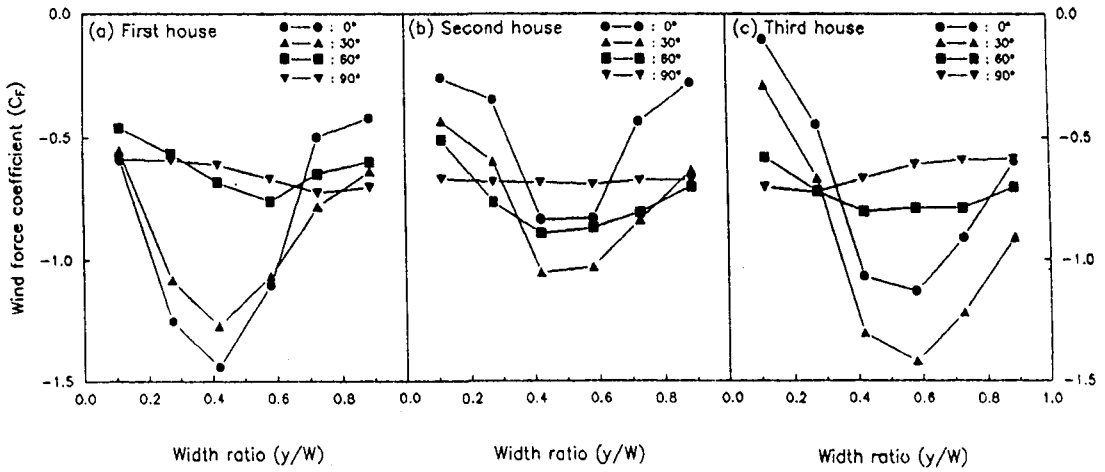 Wind force coefficient (CF)
0.0
-0.5
-1.0
-1.5
(a) First house
● ● : 0°
▲ ▲ : 30°
■ ■ : 60°
▼ ▼ : 90°
(b) Second house
● ● : 0°
▲ ▲ : 30°
■ ■ : 60°
▼ ▼ : 90°
(c) Third house
● ● : 0°
▲ ▲ : 30°
■ ■ : 60°
▼ ▼ : 90°
0.0
-0.5
-1.0
-1.5
0.0 0.2 0.4 0.6 0.8 0.0 0.2 0.4 0.6 0.8 0.0 0.2 0.4 0.6 0.8 1.0
Width ratio (y/W) Width ratio (y/W) Width ratio (y/W)